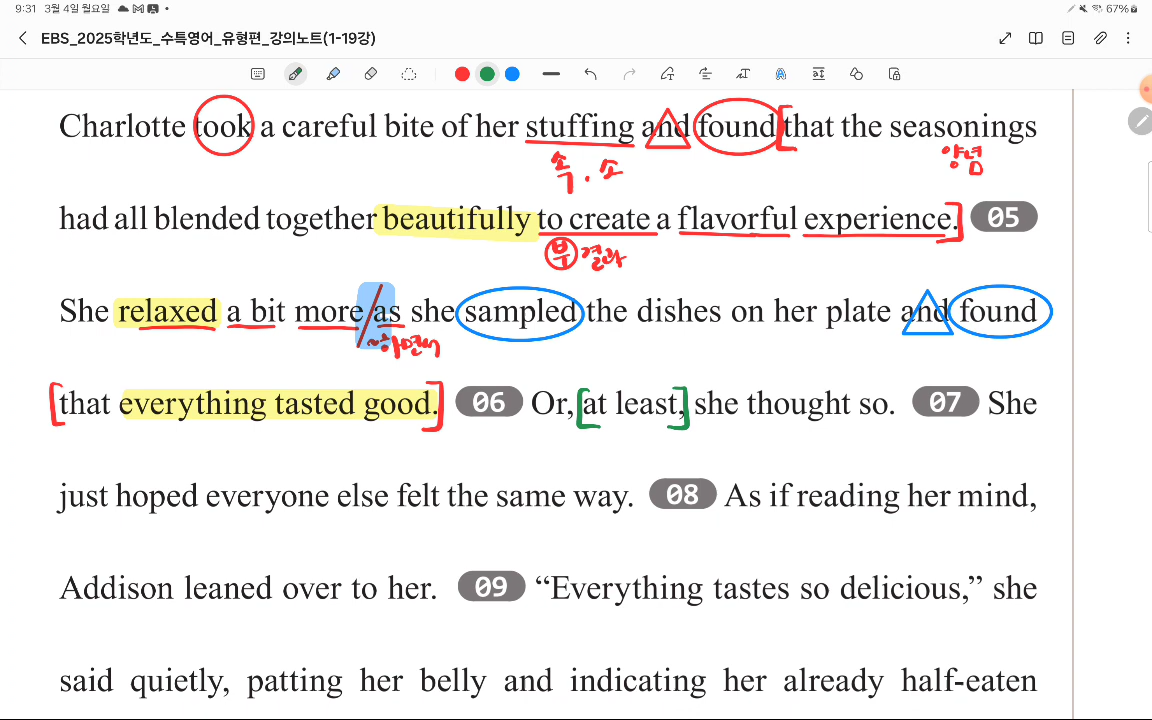 9:31 3월 4일 월요일
67%
EBS_2025학년도_수특영어_유형편_강의노트(1-19강)
Charlotte took a careful bite of her stuffing and found that the seasonings
속. 소
양념
had all blended together beautifully to create a flavorful experience. 05
부 결과
She relaxed a bit more / as she sampled the dishes on her plate and found
~하면서
[that everything tasted good.] 06 Or, [at least,] she thought so. 07 She
just hoped everyone else felt the same way. 08 As if reading her mind,
Addison leaned over to her. 09 “Everything tastes so delicious,” she
said quietly, patting her belly and indicating her already half-eaten